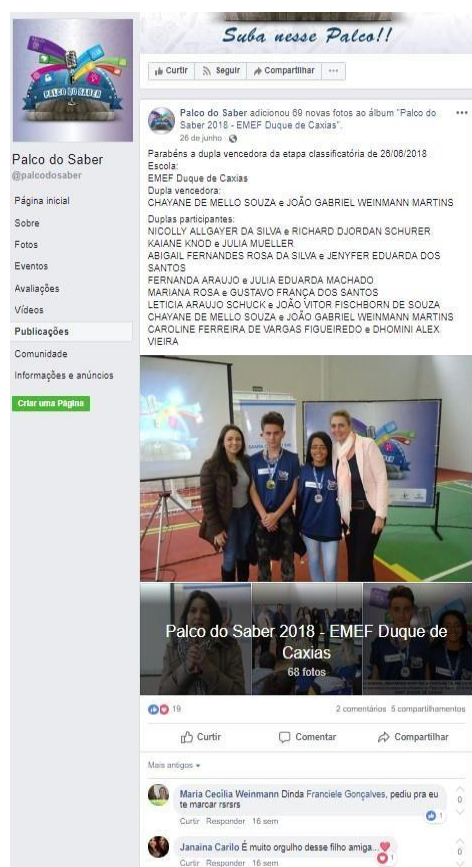 Suba nesse Palco!!
PALCO DO SABER
Palco do Saber
@palcodosaber
Página inicial
Sobre
Fotos
Eventos
Avaliações
Vídeos
Publicações
Comunidade
Informações e anúncios
Criar uma Página
Curtir Seguir Compartilhar ...
Palco do Saber adicionou 69 novas fotos ao álbum "Palco do
Saber 2018 - EMEF Duque de Caxias".
26 de junho
Parabéns a dupla vencedora da etapa classificatória de 26/06/2018
Escola:
EMEF Duque de Caxias
Dupla vencedora:
CHAYANE DE MELLO SOUZA e JOÃO GABRIEL WEINMANN MARTINS
Duplas participantes:
NICOLLY ALLGAYER DA SILVA e RICHARD DJORDAN SCHURER
KAIANE KNOD e JULIA MUELLER
ABIGAIL FERNANDES ROSA DA SILVA e JENYFER EDUARDA DOS
SANTOS
FERNANDA ARAUJO e JULIA EDUARDA MACHADO
MARIANA ROSA e GUSTAVO FRANÇA DOS SANTOS
LETICIA ARAUJO SCHUCK e JOÃO VITOR FISCHBORN DE SOUZA
CHAYANE DE MELLO SOUZA e JOÃO GABRIEL WEINMANN MARTINS
CAROLINE FERREIRA DE VARGAS FIGUEIREDO e DHOMINI ALEX
VIEIRA
Palco do Saber 2018 - EMEF Duque de
Caxias
68 fotos
19
2 comentários 5 compartilhamentos
Curtir Comentar Compartilhar
Mais antigos
Maria Cecília Weinmann Dinda Franciele Gonçalves, pediu pra eu
te marcar rsrsrs
1
0
Curtir Responder 16 sem
Janaina Carilo É muito orgulho desse filho amiga...
1
0
Curtir Responder 16 sem